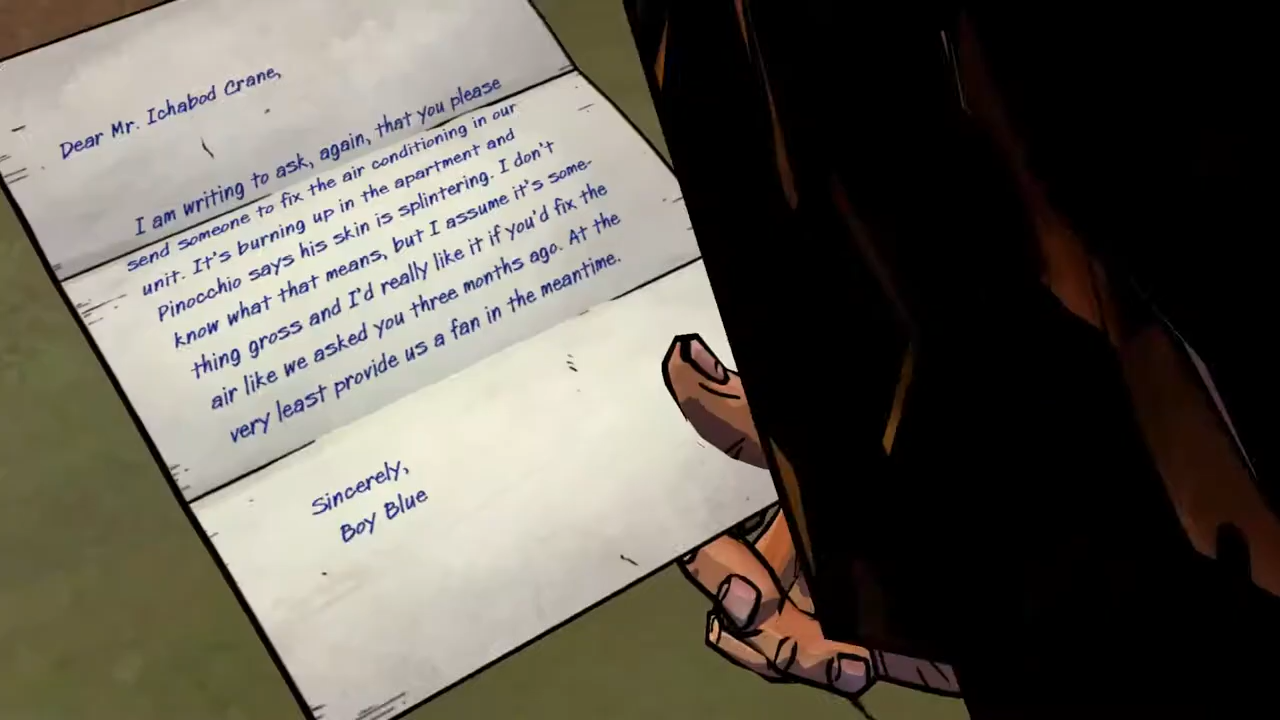 Dear Mr. Ichabod Crane,
I am writing to ask, again, that you please
send someone to fix the air conditioning in our
unit. It's burning up in the apartment and
Pinocchio says his skin is splintering. I don't
know what that means, but I assume it's some-
thing gross and I'd really like it if you'd fix the
air like we asked you three months ago. At the
very least provide us a fan in the meantime.
Sincerely,
Boy Blue